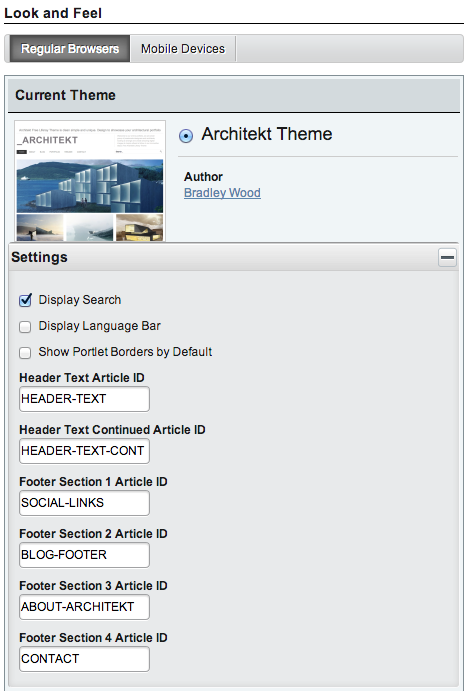 Look and Feel
Regular Browsers
Mobile Devices
Current Theme
_ARCHITEKT
Architekt Theme
Author
Bradley Wood
Settings
Display Search
Display Language Bar
Show Portlet Borders by Default
Header Text Article ID
HEADER-TEXT
Header Text Continued Article ID
HEADER-TEXT-CONT
Footer Section 1 Article ID
SOCIAL-LINKS
Footer Section 2 Article ID
BLOG-FOOTER
Footer Section 3 Article ID
ABOUT-ARCHITEKT
Footer Section 4 Article ID
CONTACT